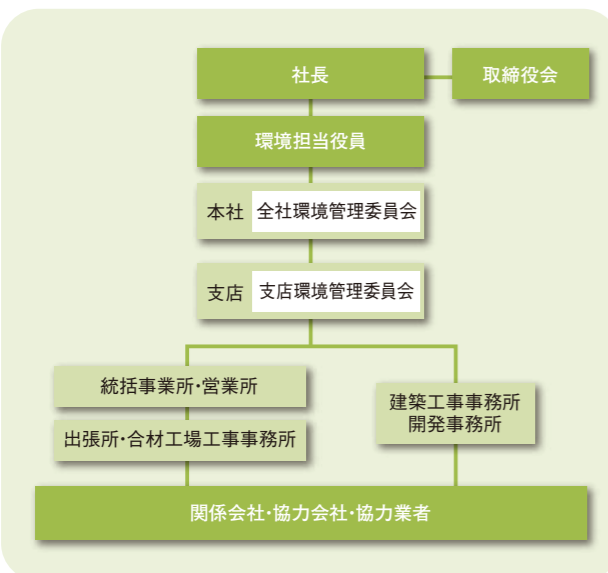 社長
取締役会
環境担当役員
本社
全社環境管理委員会
支店
支店環境管理委員会
統括事業所・営業所
出張所・合材工場工事事務所
建築工事事務所
開発事務所
関係会社・協力会社・協力業者